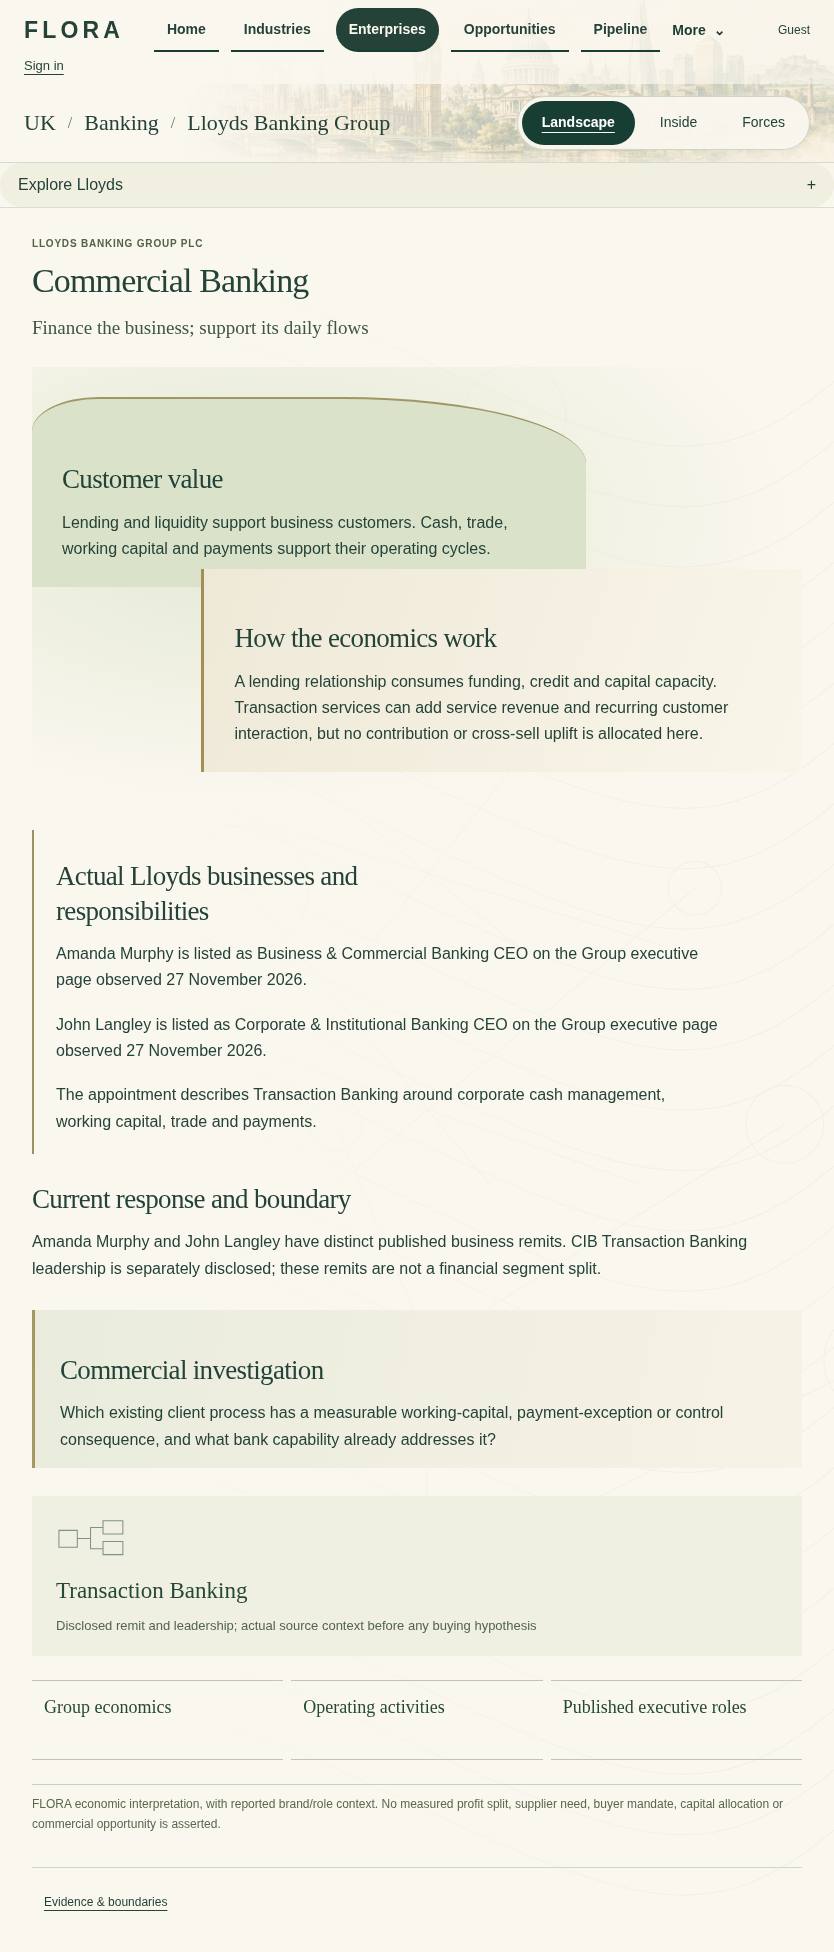 FLORA
Home
Industries
Enterprises
Opportunities
Pipeline
More
Guest
Sign in
UK / Banking / Lloyds Banking Group
Landscape
Inside
Forces
Explore Lloyds
+
LLOYDS BANKING GROUP PLC
Commercial Banking
Finance the business; support its daily flows
Customer value
Lending and liquidity support business customers. Cash, trade,
working capital and payments support their operating cycles.
How the economics work
A lending relationship consumes funding, credit and capital capacity.
Transaction services can add service revenue and recurring customer
interaction, but no contribution or cross-sell uplift is allocated here.
Actual Lloyds businesses and
responsibilities
Amanda Murphy is listed as Business & Commercial Banking CEO on the Group executive
page observed 27 November 2026.
John Langley is listed as Corporate & Institutional Banking CEO on the Group executive page
observed 27 November 2026.
The appointment describes Transaction Banking around corporate cash management,
working capital, trade and payments.
Current response and boundary
Amanda Murphy and John Langley have distinct published business remits. CIB Transaction Banking
leadership is separately disclosed; these remits are not a financial segment split.
Commercial investigation
Which existing client process has a measurable working-capital, payment-exception or control
consequence, and what bank capability already addresses it?
Transaction Banking
Disclosed remit and leadership; actual source context before any buying hypothesis
Group economics
Operating activities
Published executive roles
FLORA economic interpretation, with reported brand/role context. No measured profit split, supplier need, buyer mandate, capital allocation or
commercial opportunity is asserted.
Evidence & boundaries